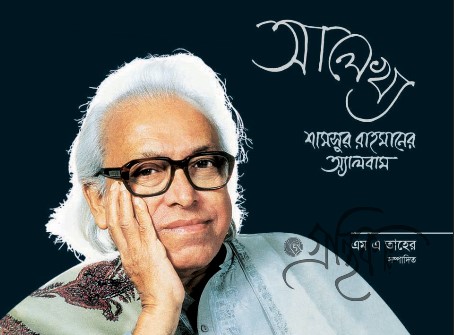 আলেখ্য
শামসুর রাহমানের
অ্যালবাম
এম এ তাহের
সম্পাদিত